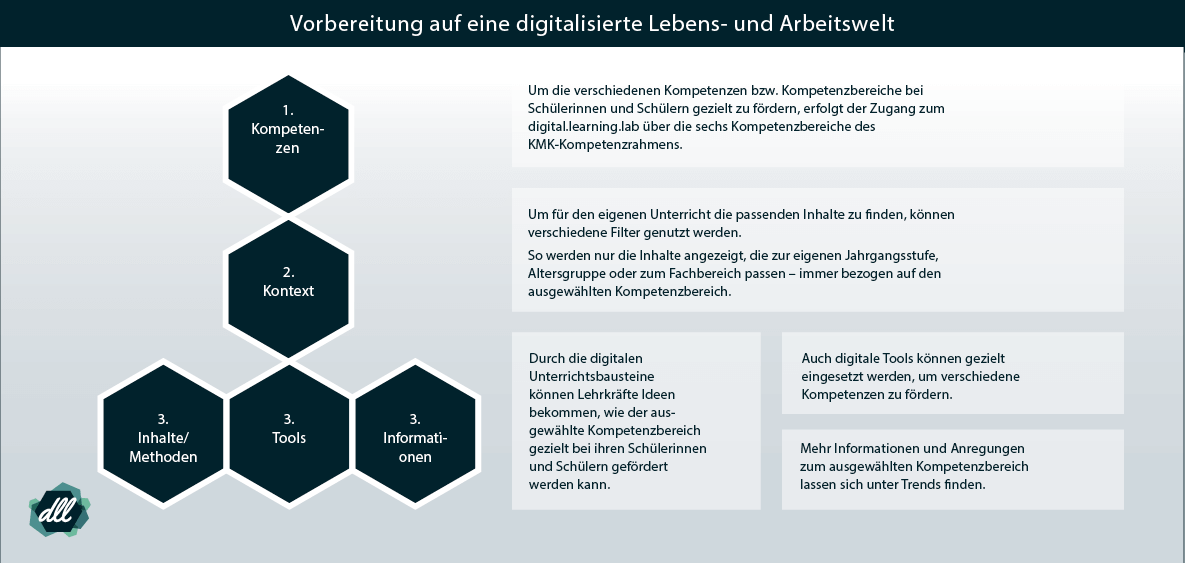 Vorbereitung auf eine digitalisierte Lebens- und Arbeitswelt
1.
Kompeten-
zen
Um die verschiedenen Kompetenzen bzw. Kompetenzbereiche bei
Schülerinnen und Schülern gezielt zu fördern, erfolgt der Zugang zum
digital.learning.lab über die sechs Kompetenzbereiche des
KMK-Kompetenzrahmens.
2.
Kontext
Um für den eigenen Unterricht die passenden Inhalte zu finden, können
verschiedene Filter genutzt werden.
So werden nur die Inhalte angezeigt, die zur eigenen Jahrgangsstufe,
Altersgruppe oder zum Fachbereich passen – immer bezogen auf den
ausgewählten Kompetenzbereich.
3.
Inhalte/
Methoden
3.
Tools
3.
Informati-
onen
Durch die digitalen
Unterrichtsbausteine
können Lehrkräfte Ideen
bekommen, wie der aus-
gewählte Kompetenzbereich
gezielt bei ihren Schülerinnen
und Schülern gefördert
werden kann.
Auch digitale Tools können gezielt
eingesetzt werden, um verschiedene
Kompetenzen zu fördern.
Mehr Informationen und Anregungen
zum ausgewählten Kompetenzbereich
lassen sich unter Trends finden.
dll